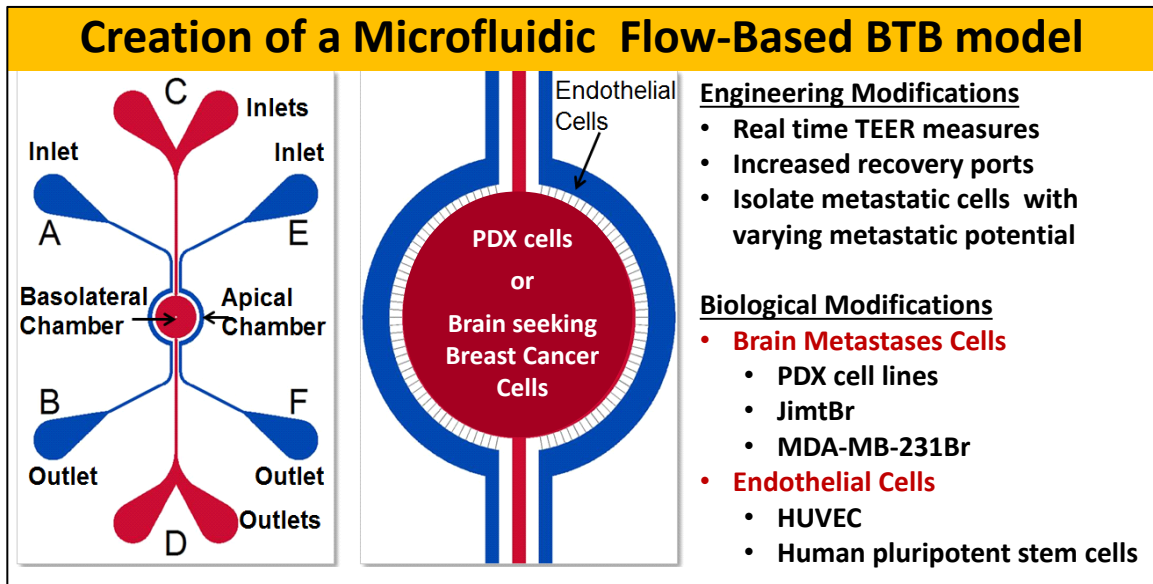 Creation of a Microfluidic Flow-Based BTB model
C
Inlets
Inlet
Inlet
A
E
Basolateral
Chamber
Apical
Chamber
B
F
Outlet
Outlet
Outlets
D
Endothelial
Cells
PDX cells
or
Brain seeking
Breast Cancer
Cells
Engineering Modifications
• Real time TEER measures
• Increased recovery ports
• Isolate metastatic cells with
varying metastatic potential
Biological Modifications
• Brain Metastases Cells
• PDX cell lines
• JimtBr
• MDA-MB-231Br
• Endothelial Cells
• HUVEC
• Human pluripotent stem cells